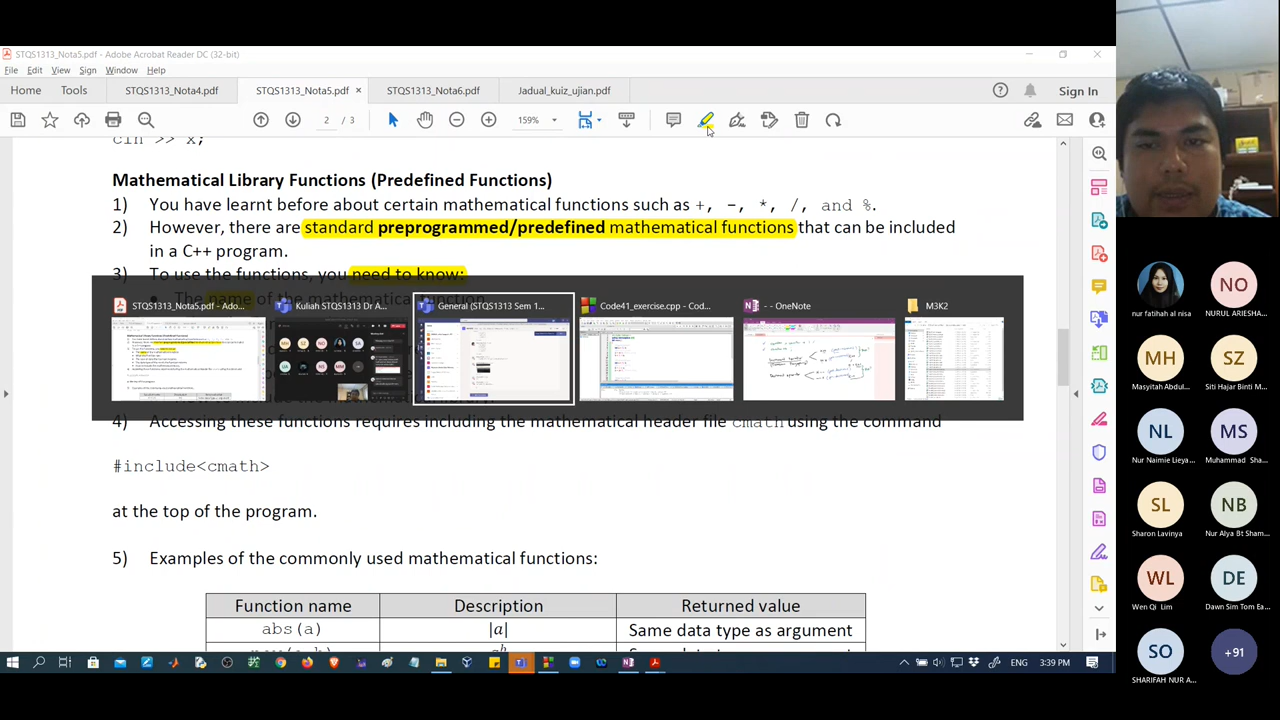 STQS1313_Nota5.pdf - Adobe Acrobat Reader DC (32-bit)
File Edit View Sign Window Help
Home Tools STQS1313_Nota4.pdf STQS1313_Nota5.pdf × STQS1313_Nota6.pdf Jadual_kuiz_ujian.pdf Sign In
2 / 3 159%
cin >> x;
Mathematical Library Functions (Predefined Functions)
1) You have learnt before about certain mathematical functions such as +, -, *, /, and %.
2) However, there are standard preprogrammed/predefined mathematical functions that can be included
in a C++ program.
3) To use the functions, you need to know:
The name of the mathematical function.
STQS1313_Nota5.pdf - Ado... Kuliah STQS1313 Dr A... General (STQS1313 Sem 1... Code41_exercise.cpp - Cod... - - OneNote M3K2
4) Accessing these functions requires including the mathematical header file cmath using the command
#include<cmath>
at the top of the program.
5) Examples of the commonly used mathematical functions:
Function name Description Returned value
abs(a) |a| Same data type as argument
ENG 3:39 PM
NO
nur fatihah al nisa NURUL ARIESHA...
MH SZ
Masyitah Abdul... Siti Hajar Binti M...
NL MS
Nur Naimie Lieya... Muhammad Sha...
SL NB
Sharon Lavinya Nur Alya Bt Sham...
WL DE
Wen Qi Lim Dawn Sim Tom Ea...
SO +91
SHARIFAH NUR A...